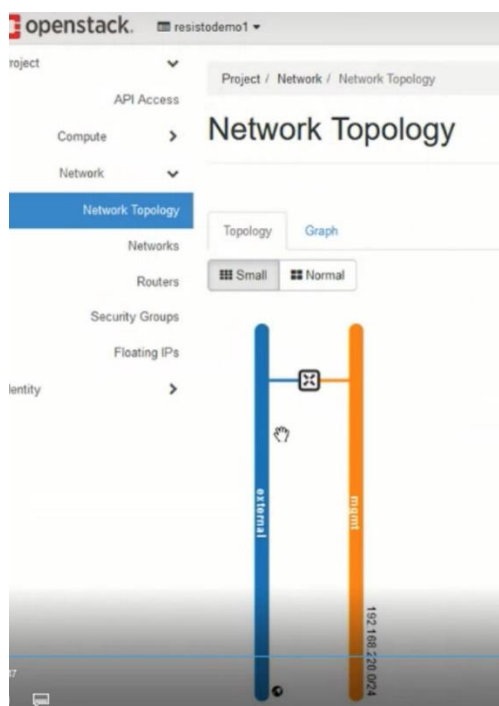 openstack. resistodemo1
roject
API Access
Compute
Network
Network Topology
Networks
Routers
Security Groups
Floating IPs
lentity
Project / Network / Network Topology
Network Topology
Topology Graph
Small Normal
external
mgmt
192.168.220.0/24